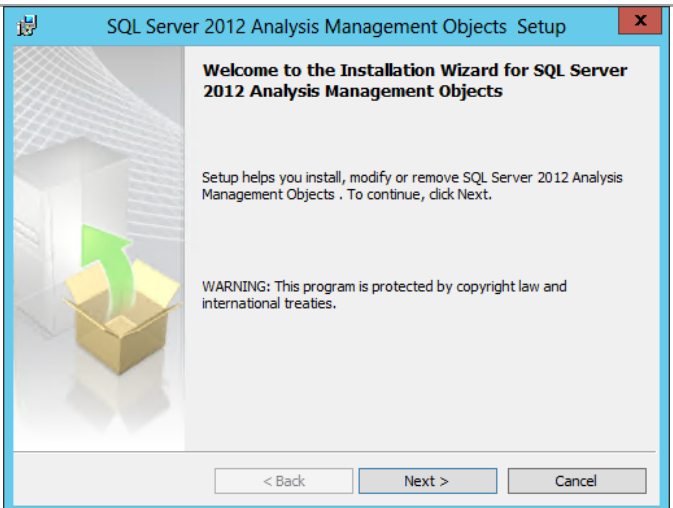 SQL Server 2012 Analysis Management Objects  Setup
x
Welcome to the Installation Wizard for SQL Server
2012 Analysis Management Objects
Setup helps you install, modify or remove SQL Server 2012 Analysis
Management Objects . To continue, click Next.
WARNING: This program is protected by copyright law and
international treaties.
< Back
Next >
Cancel